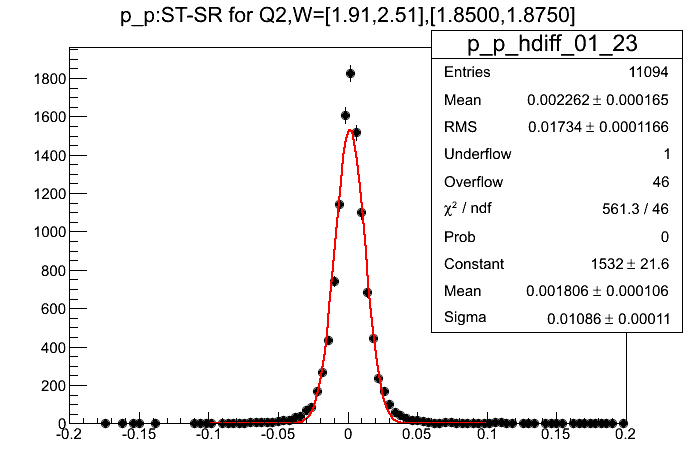 p_p:ST-SR for Q2,W=[1.91,2.51],[1.8500,1.8750]
p_p_hdiff_01_23
Entries 11094
Mean 0.002262 ± 0.000165
RMS 0.01734 ± 0.0001166
Underflow 1
Overflow 46
χ² / ndf 561.3 / 46
Prob 0
Constant 1532 ± 21.6
Mean 0.001806 ± 0.000106
Sigma 0.01086 ± 0.00011
1800
1600
1400
1200
1000
800
600
400
200
0
-0.2 -0.15 -0.1 -0.05 0 0.05 0.1 0.15 0.2